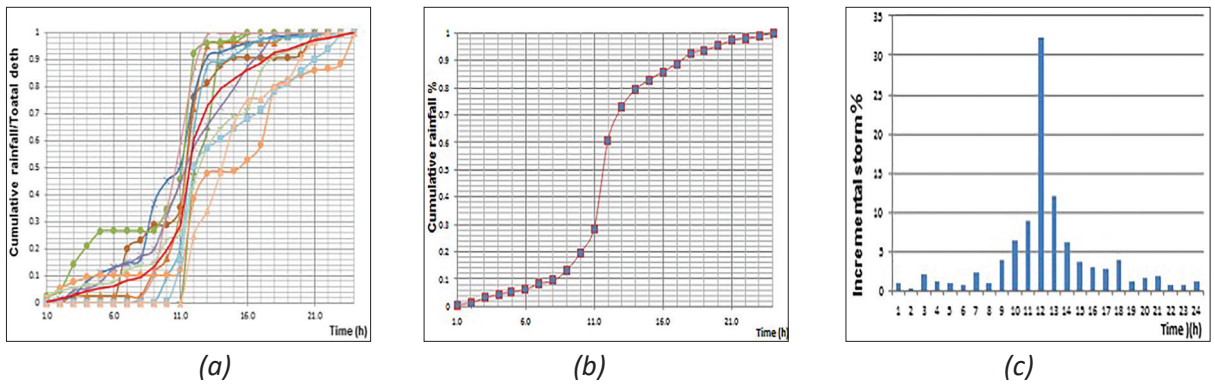 Cumulative rainfall/Toatal deth
1
0.9
0.8
0.7
0.6
0.5
0.4
0.3
0.2
0.1
0
1.0 6.0 11.0 16.0 21.0
Time (h)
(a)
Cumulative rainfall %
1
0.9
0.8
0.7
0.6
0.5
0.4
0.3
0.2
0.1
0
1.0 6.0 11.0 16.0 21.0
Time (h)
(b)
Incremental storm%
35
30
25
20
15
10
5
0
1 2 3 4 5 6 7 8 9 10 11 12 13 14 15 16 17 18 19 20 21 22 23 24
Time )(h)
(c)